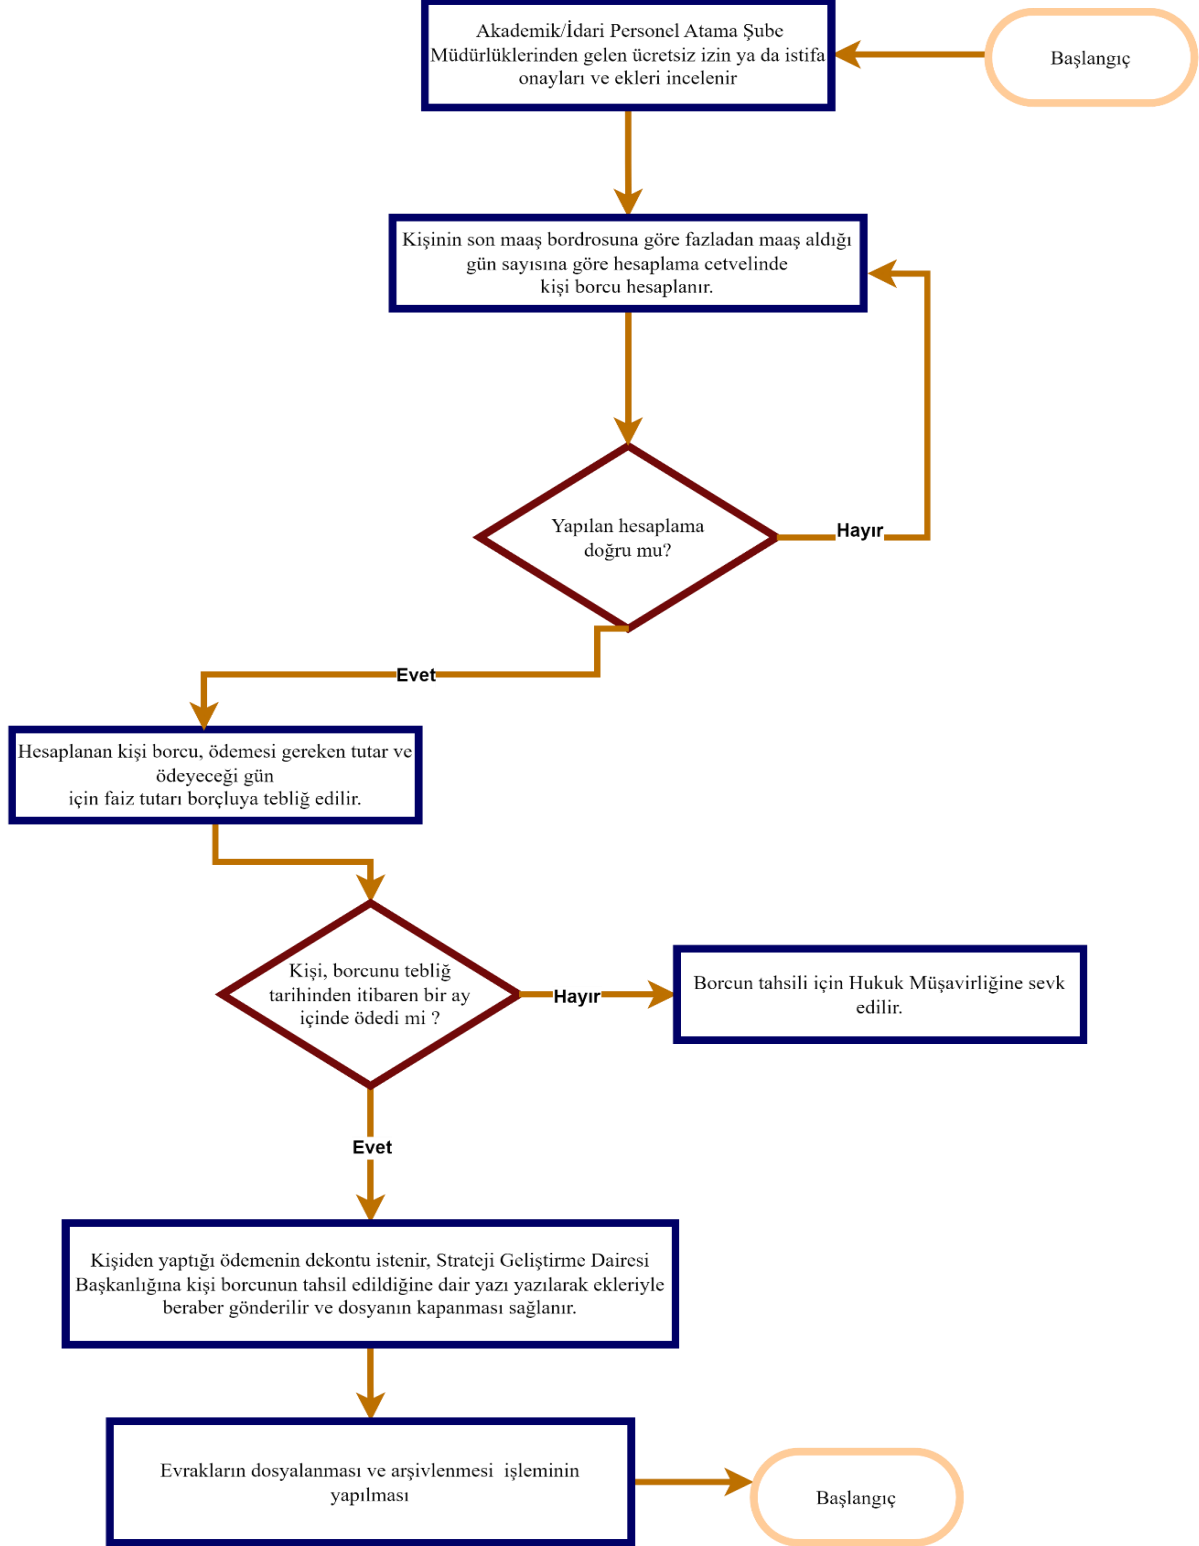 Başlangıç
Akademik/İdari Personel Atama Şube
Müdürlüklerinden gelen ücretsiz izin ya da istifa
onayları ve ekleri incelenir
Kişinin son maaş bordrosuna göre fazladan maaş aldığı
gün sayısına göre hesaplama cetvelinde
kişi borcu hesaplanır.
Yapılan hesaplama
doğru mu?
Hayır
Evet
Hesaplanan kişi borcu, ödemesi gereken tutar ve
ödeyeceği gün
için faiz tutarı borçluya tebliğ edilir.
Kişi, borcunu tebliğ
tarihinden itibaren bir ay
içinde ödedi mi ?
Hayır
Borcun tahsili için Hukuk Müşavirliğine sevk
edilir.
Evet
Kişiden yaptığı ödemenin dekontu istenir, Strateji Geliştirme Dairesi
Başkanlığına kişi borcunun tahsil edildiğine dair yazı yazılarak ekleriyle
beraber gönderilir ve dosyanın kapanması sağlanır.
Evrakların dosyalanması ve arşivlenmesi  işleminin
yapılması
Başlangıç